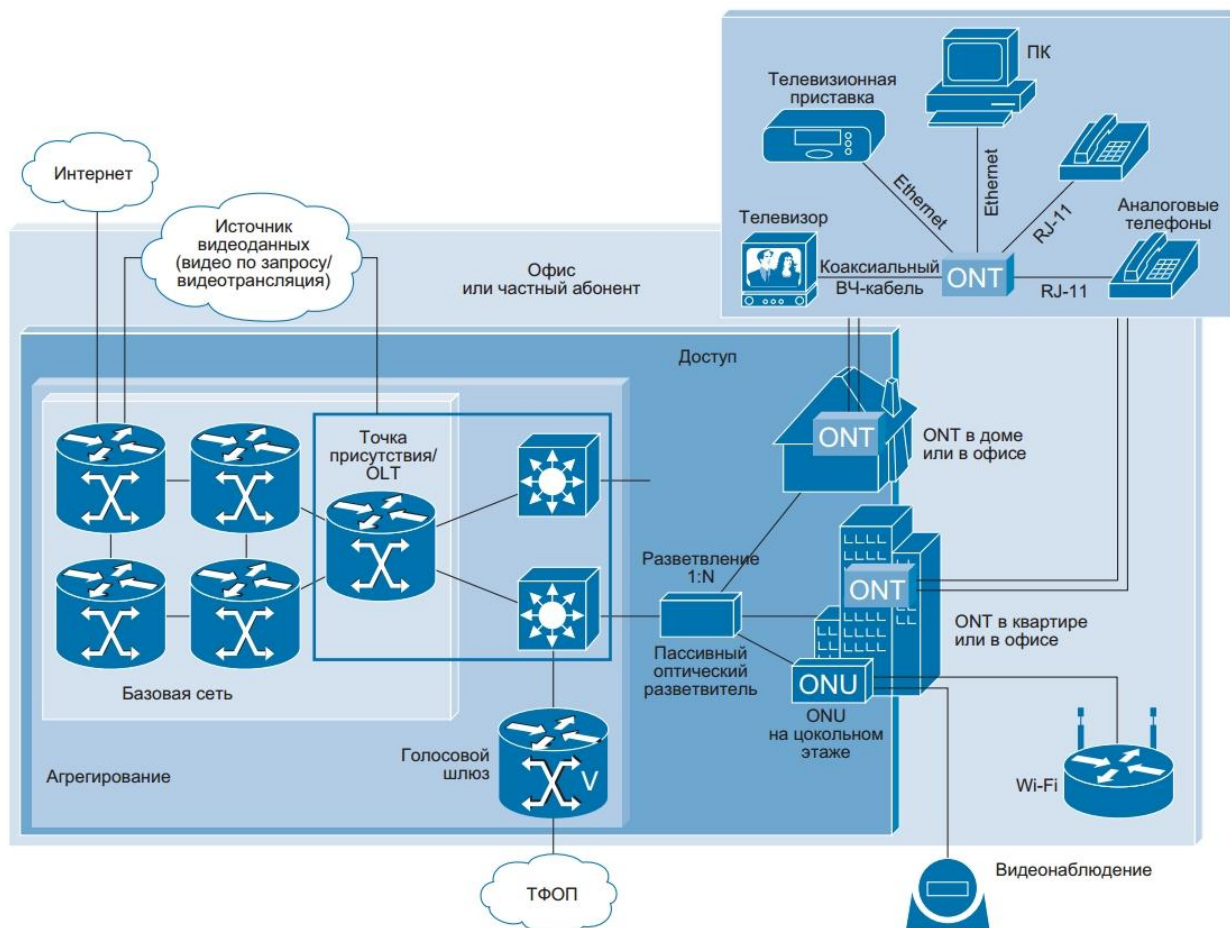 ПК
Телевизионная
приставка
Ethernet
Ethernet
RJ-11
Аналоговые
телефоны
Телевизор
Коаксиальный
ВЧ-кабель
ONT
RJ-11
Интернет
Источник
видеоданных
(видео по запросу/
видеотрансляция)
Офис
или частный абонент
Доступ
Точка
присутствия/
OLT
ONT
ONT в доме
или в офисе
Разветвление
1:N
ONT
ONT в квартире
или в офисе
Пассивный
оптический
разветвитель
Базовая сеть
ONU
ONU
на цокольном
этаже
Голосовой
шлюз
V
Агрегирование
Wi-Fi
Видеонаблюдение
ТФОП